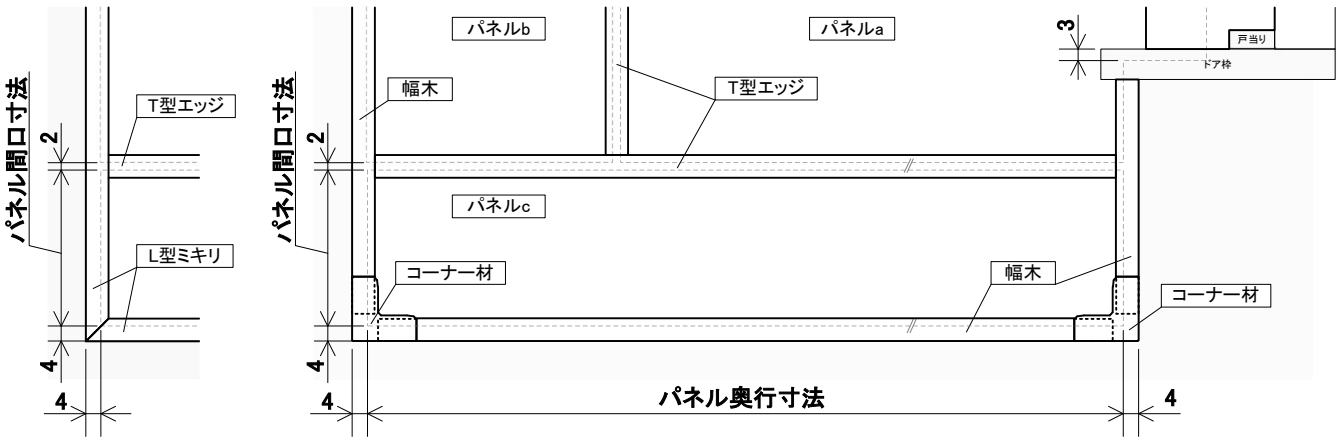 パネルb
パネルa
3
戸当り
ドア枠
幅木
T型エッジ
T型エッジ
パネル間口寸法
2
パネル間口寸法
2
パネルc
L型ミキリ
コーナー材
幅木
コーナー材
4
4
4
4
パネル奥行寸法
4